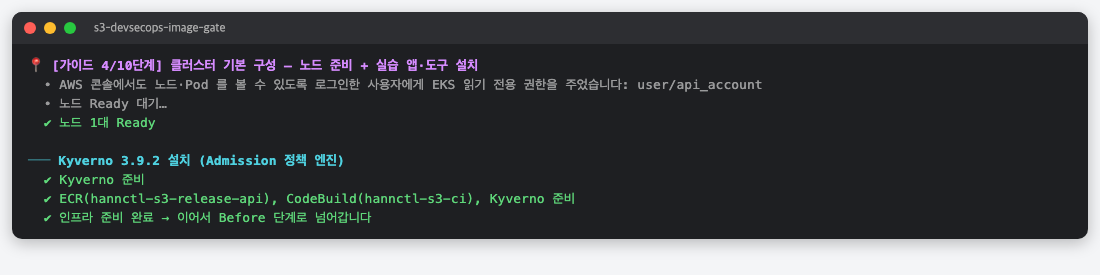 s3-devsecops-image-gate
📍 [가이드 4/10단계] 클러스터 기본 구성 — 노드 준비 + 실습 앱·도구 설치
• AWS 콘솔에서도 노드·Pod 를 볼 수 있도록 로그인한 사용자에게 EKS 읽기 전용 권한을 주었습니다: user/api_account
• 노드 Ready 대기…
✔ 노드 1대 Ready
─── Kyverno 3.9.2 설치 (Admission 정책 엔진)
✔ Kyverno 준비
✔ ECR(hannctl-s3-release-api), CodeBuild(hannctl-s3-ci), Kyverno 준비
✔ 인프라 준비 완료 → 이어서 Before 단계로 넘어갑니다